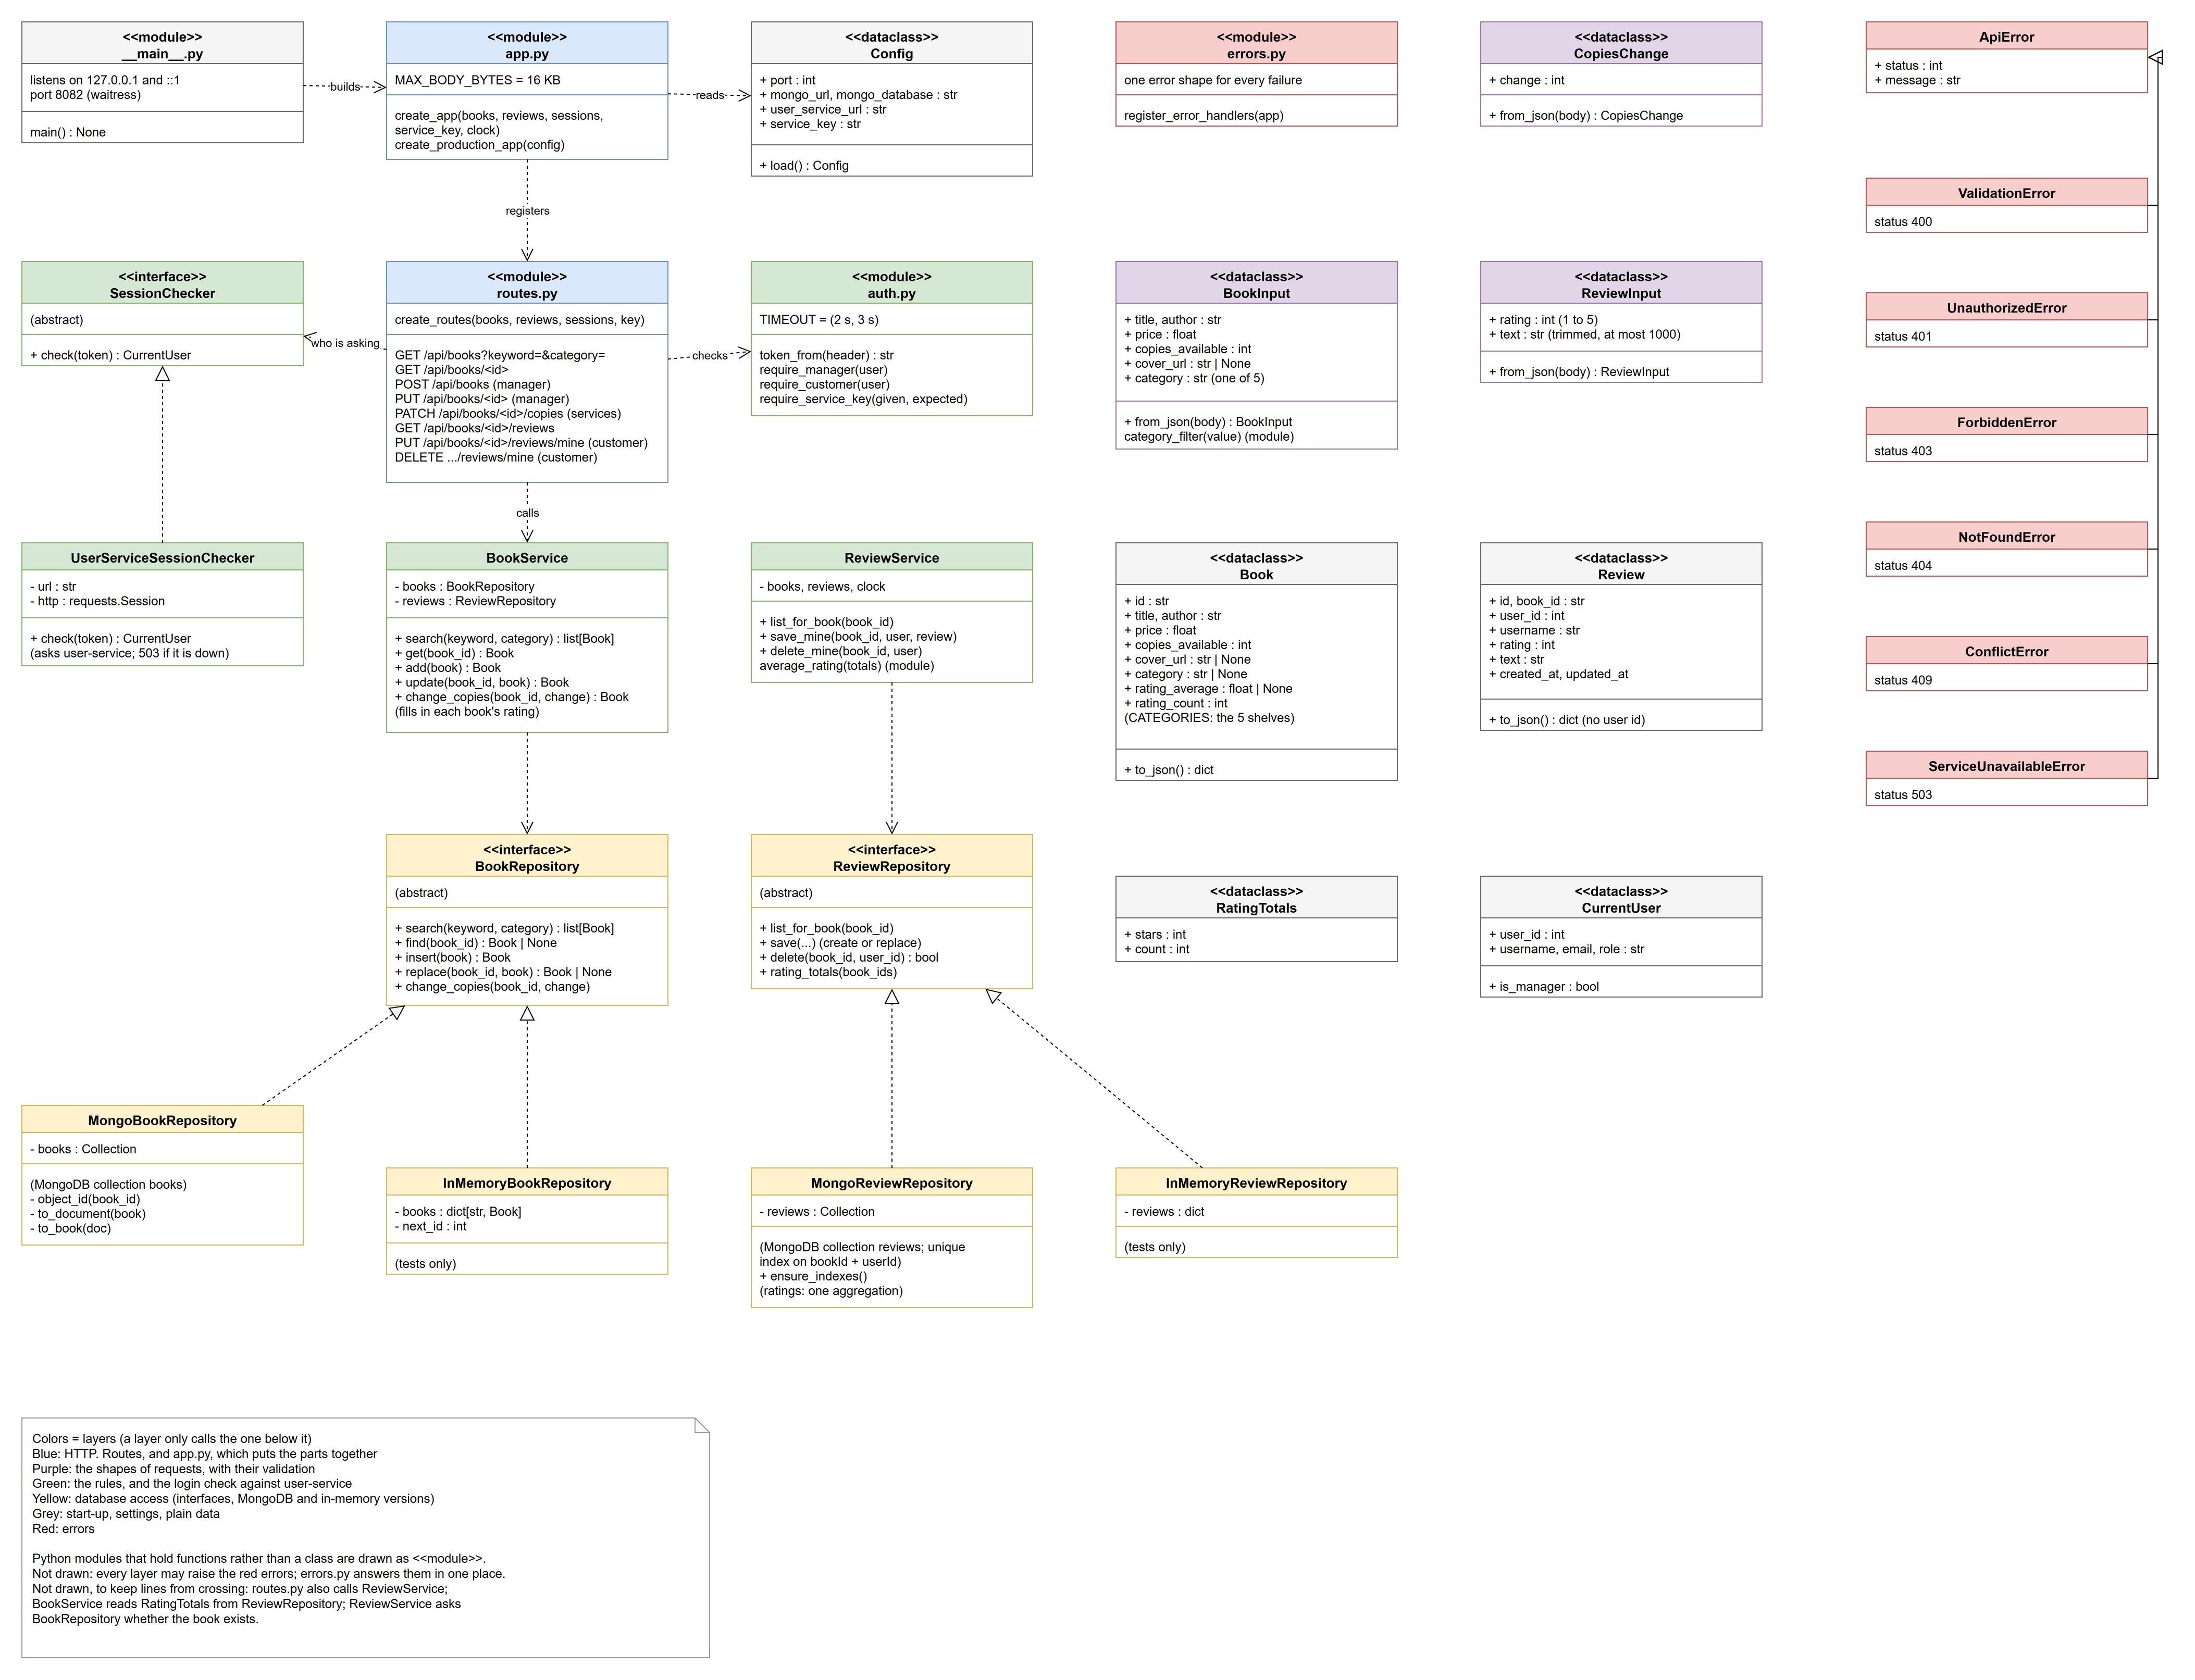 <<module>>
__main__.py
listens on 127.0.0.1 and ::1
port 8082 (waitress)
main() : None
builds
<<module>>
app.py
MAX_BODY_BYTES = 16 KB
create_app(books, reviews, sessions,
service_key, clock)
create_production_app(config)
reads
<<dataclass>>
Config
+ port : int
+ mongo_url, mongo_database : str
+ user_service_url : str
+ service_key : str
+ load() : Config
<<module>>
errors.py
one error shape for every failure
register_error_handlers(app)
<<dataclass>>
CopiesChange
+ change : int
+ from_json(body) : CopiesChange
ApiError
+ status : int
+ message : str
registers
ValidationError
status 400
<<interface>>
SessionChecker
(abstract)
+ check(token) : CurrentUser
who is asking
<<module>>
routes.py
create_routes(books, reviews, sessions, key)
GET /api/books?keyword=&category=
GET /api/books/<id>
POST /api/books (manager)
PUT /api/books/<id> (manager)
PATCH /api/books/<id>/copies (services)
GET /api/books/<id>/reviews
PUT /api/books/<id>/reviews/mine (customer)
DELETE .../reviews/mine (customer)
checks
<<module>>
auth.py
TIMEOUT = (2 s, 3 s)
token_from(header) : str
require_manager(user)
require_customer(user)
require_service_key(given, expected)
<<dataclass>>
BookInput
+ title, author : str
+ price : float
+ copies_available : int
+ cover_url : str | None
+ category : str (one of 5)
+ from_json(body) : BookInput
category_filter(value) (module)
<<dataclass>>
ReviewInput
+ rating : int (1 to 5)
+ text : str (trimmed, at most 1000)
+ from_json(body) : ReviewInput
UnauthorizedError
status 401
ForbiddenError
status 403
calls
UserServiceSessionChecker
- url : str
- http : requests.Session
+ check(token) : CurrentUser
(asks user-service; 503 if it is down)
BookService
- books : BookRepository
- reviews : ReviewRepository
+ search(keyword, category) : list[Book]
+ get(book_id) : Book
+ add(book) : Book
+ update(book_id, book) : Book
+ change_copies(book_id, change) : Book
(fills in each book's rating)
ReviewService
- books, reviews, clock
+ list_for_book(book_id)
+ save_mine(book_id, user, review)
+ delete_mine(book_id, user)
average_rating(totals) (module)
<<dataclass>>
Book
+ id : str
+ title, author : str
+ price : float
+ copies_available : int
+ cover_url : str | None
+ category : str | None
+ rating_average : float | None
+ rating_count : int
(CATEGORIES: the 5 shelves)
+ to_json() : dict
<<dataclass>>
Review
+ id, book_id : str
+ user_id : int
+ username : str
+ rating : int
+ text : str
+ created_at, updated_at
+ to_json() : dict (no user id)
NotFoundError
status 404
ConflictError
status 409
ServiceUnavailableError
status 503
<<interface>>
BookRepository
(abstract)
+ search(keyword, category) : list[Book]
+ find(book_id) : Book | None
+ insert(book) : Book
+ replace(book_id, book) : Book | None
+ change_copies(book_id, change)
<<interface>>
ReviewRepository
(abstract)
+ list_for_book(book_id)
+ save(...) (create or replace)
+ delete(book_id, user_id) : bool
+ rating_totals(book_ids)
<<dataclass>>
RatingTotals
+ stars : int
+ count : int
<<dataclass>>
CurrentUser
+ user_id : int
+ username, email, role : str
+ is_manager : bool
MongoBookRepository
- books : Collection
(MongoDB collection books)
- object_id(book_id)
- to_document(book)
- to_book(doc)
InMemoryBookRepository
- books : dict[str, Book]
- next_id : int
(tests only)
MongoReviewRepository
- reviews : Collection
(MongoDB collection reviews; unique
index on bookId + userId)
+ ensure_indexes()
(ratings: one aggregation)
InMemoryReviewRepository
- reviews : dict
(tests only)
Colors = layers (a layer only calls the one below it)
Blue: HTTP. Routes, and app.py, which puts the parts together
Purple: the shapes of requests, with their validation
Green: the rules, and the login check against user-service
Yellow: database access (interfaces, MongoDB and in-memory versions)
Grey: start-up, settings, plain data
Red: errors
Python modules that hold functions rather than a class are drawn as <<module>>.
Not drawn: every layer may raise the red errors; errors.py answers them in one place.
Not drawn, to keep lines from crossing: routes.py also calls ReviewService;
BookService reads RatingTotals from ReviewRepository; ReviewService asks
BookRepository whether the book exists.